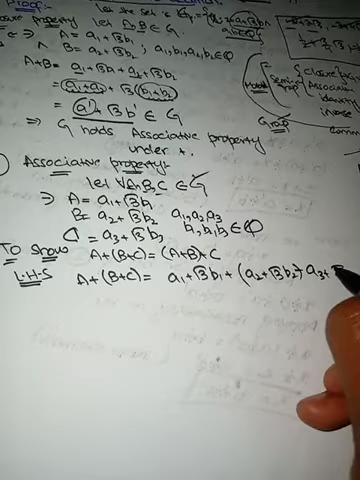 Proof:-
Let the set is G = {a+√3b |
a,b∈Q}
closure property let A,B ∈ G
⇒ A = a₁+√3b₁
∧ B = a₂+√3b₂ ; a₁,b₁,a₂,b₂∈Q
A+B = a₁+√3b₁ + a₂+√3b₂
= (a₁+a₂) + √3(b₁+b₂)
= a'+√3b' ∈ G
⇒ G holds Associative property
under +.
Semi group
closure
Associative
identity
inverse
Comm
Group
) Associative property:-
let ∀A,B,C ∈ G
⇒ A = a₁+√3b₁
B = a₂+√3b₂ a₁,a₂,a₃
C = a₃+√3b₃ b₁,b₂,b₃∈Q
To show A+(B+C) = (A+B)+C
L.H.S A+(B+C) = a₁+√3b₁+(a₂+√3b₂)+a₃+